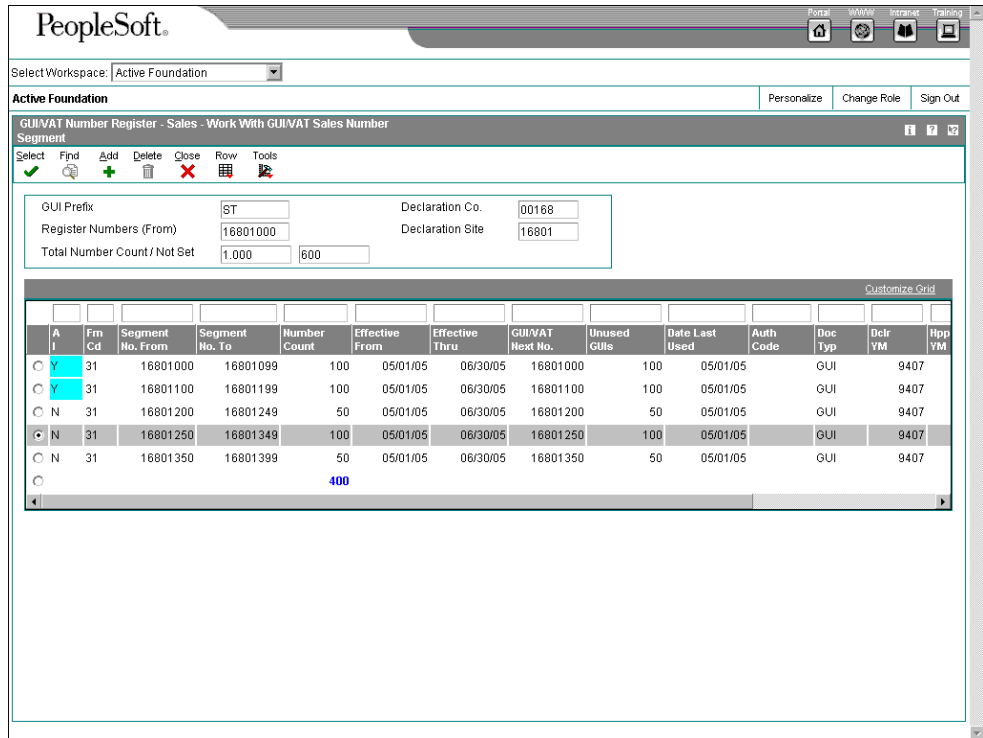 Portal WWW Intranet Training
PeopleSoft®
Select Workspace: Active Foundation
Active Foundation Personalize Change Role Sign Out
GUI/VAT Number Register - Sales - Work With GUI/VAT Sales Number Segment
Select Find Add Delete Close Row Tools
GUI Prefix ST Declaration Co. 00168
Register Numbers (From) 16801000 Declaration Site 16801
Total Number Count / Not Set 1.000 600
Customize Grid
A I Frn Cd Segment No. From Segment No. To Number Count Effective From Effective Thru GUI/VAT Next No. Unused GUIs Date Last Used Auth Code Doc Typ Dclr YM Hpp YM
Y 31 16801000 16801099 100 05/01/05 06/30/05 16801000 100 05/01/05 GUI 9407
Y 31 16801100 16801199 100 05/01/05 06/30/05 16801100 100 05/01/05 GUI 9407
N 31 16801200 16801249 50 05/01/05 06/30/05 16801200 50 05/01/05 GUI 9407
N 31 16801250 16801349 100 05/01/05 06/30/05 16801250 100 05/01/05 GUI 9407
N 31 16801350 16801399 50 05/01/05 06/30/05 16801350 50 05/01/05 GUI 9407
400